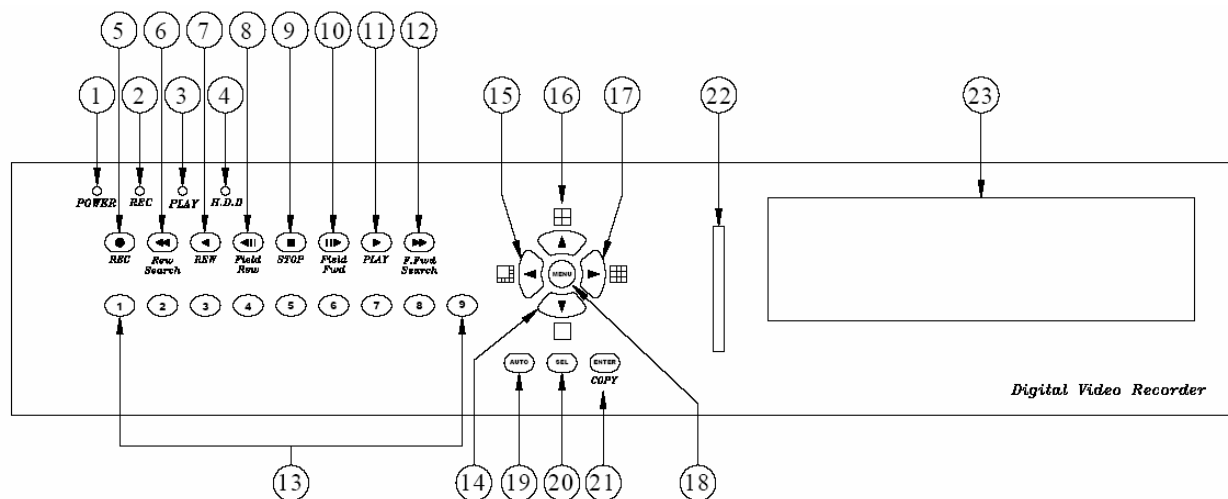 5 6 7 8 9 10 11 12
1 2 3 4 15 16 17 22 23
POWER REC PLAY H.D.D
REC Rew Search REW Field Rew STOP Field Fwd PLAY F.Fwd Search
MENU
1 2 3 4 5 6 7 8 9
AUTO SEL ENTER
COPY
Digital Video Recorder
13 14 19 20 21 18